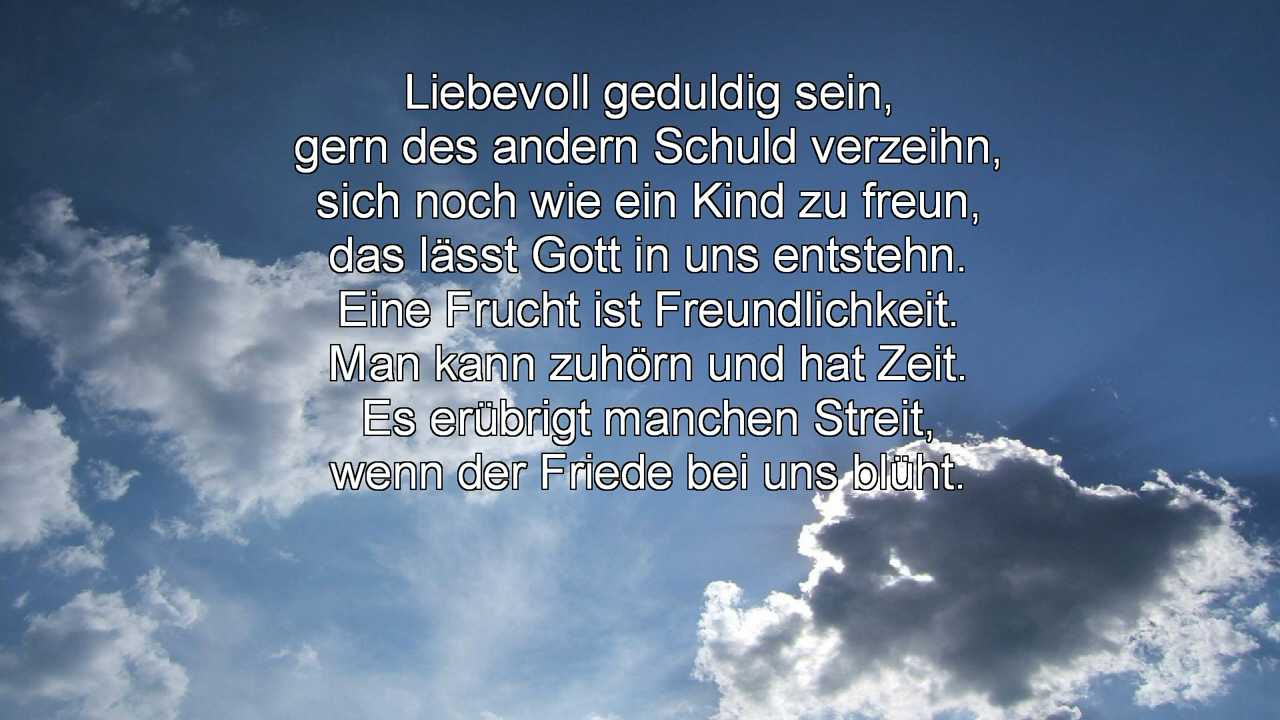 Liebevoll geduldig sein,
gern des andern Schuld verzeihn,
sich noch wie ein Kind zu freun,
das lässt Gott in uns entstehn.
Eine Frucht ist Freundlichkeit.
Man kann zuhörn und hat Zeit.
Es erübrigt manchen Streit,
wenn der Friede bei uns blüht.